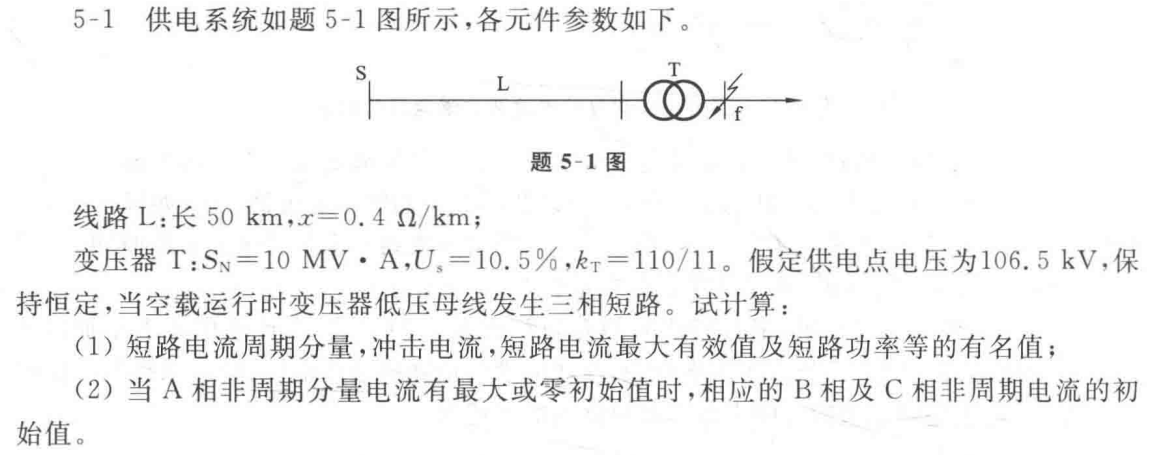 5-1 供电系统如题 5-1 图所示,各元件参数如下。
S
L
T
f
题 5-1 图
线路 L:长 50 km,x=0.4 Ω/km;
变压器 T:S_N=10 MV·A,U_s=10.5%,k_T=110/11。假定供电点电压为106.5 kV,保
持恒定,当空载运行时变压器低压母线发生三相短路。试计算:
(1) 短路电流周期分量,冲击电流,短路电流最大有效值及短路功率等的有名值;
(2) 当 A 相非周期分量电流有最大或零初始值时,相应的 B 相及 C 相非周期电流的初
始值。